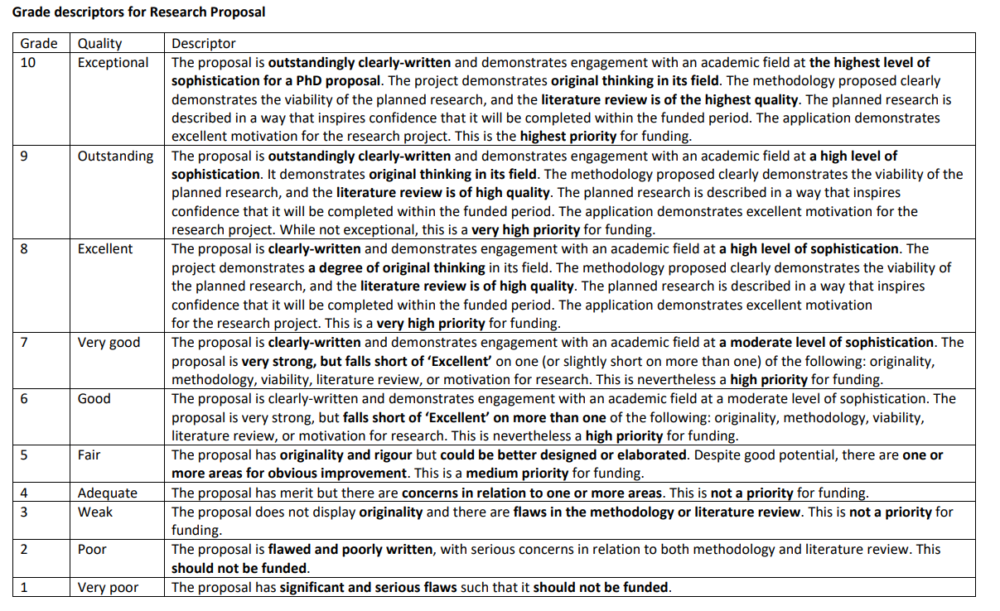 Grade descriptors for Research Proposal
Grade Quality Descriptor
10 Exceptional The proposal is outstandingly clearly-written and demonstrates engagement with an academic field at the highest level of
sophistication for a PhD proposal. The project demonstrates original thinking in its field. The methodology proposed clearly
demonstrates the viability of the planned research, and the literature review is of the highest quality. The planned research is
described in a way that inspires confidence that it will be completed within the funded period. The application demonstrates
excellent motivation for the research project. This is the highest priority for funding.
9 Outstanding The proposal is outstandingly clearly-written and demonstrates engagement with an academic field at a high level of
sophistication. It demonstrates original thinking in its field. The methodology proposed clearly demonstrates the viability of the
planned research, and the literature review is of high quality. The planned research is described in a way that inspires
confidence that it will be completed within the funded period. The application demonstrates excellent motivation for the
research project. While not exceptional, this is a very high priority for funding.
8 Excellent The proposal is clearly-written and demonstrates engagement with an academic field at a high level of sophistication. The
project demonstrates a degree of original thinking in its field. The methodology proposed clearly demonstrates the viability of
the planned research, and the literature review is of high quality. The planned research is described in a way that inspires
confidence that it will be completed within the funded period. The application demonstrates excellent motivation
for the research project. This is a very high priority for funding.
7 Very good The proposal is clearly-written and demonstrates engagement with an academic field at a moderate level of sophistication. The
proposal is very strong, but falls short of ‘Excellent’ on one (or slightly short on more than one) of the following: originality,
methodology, viability, literature review, or motivation for research. This is nevertheless a high priority for funding.
6 Good The proposal is clearly-written and demonstrates engagement with an academic field at a moderate level of sophistication. The
proposal is very strong, but falls short of ‘Excellent’ on more than one of the following: originality, methodology, viability,
literature review, or motivation for research. This is nevertheless a high priority for funding.
5 Fair The proposal has originality and rigour but could be better designed or elaborated. Despite good potential, there are one or
more areas for obvious improvement. This is a medium priority for funding.
4 Adequate The proposal has merit but there are concerns in relation to one or more areas. This is not a priority for funding.
3 Weak The proposal does not display originality and there are flaws in the methodology or literature review. This is not a priority for
funding.
2 Poor The proposal is flawed and poorly written, with serious concerns in relation to both methodology and literature review. This
should not be funded.
1 Very poor The proposal has significant and serious flaws such that it should not be funded.